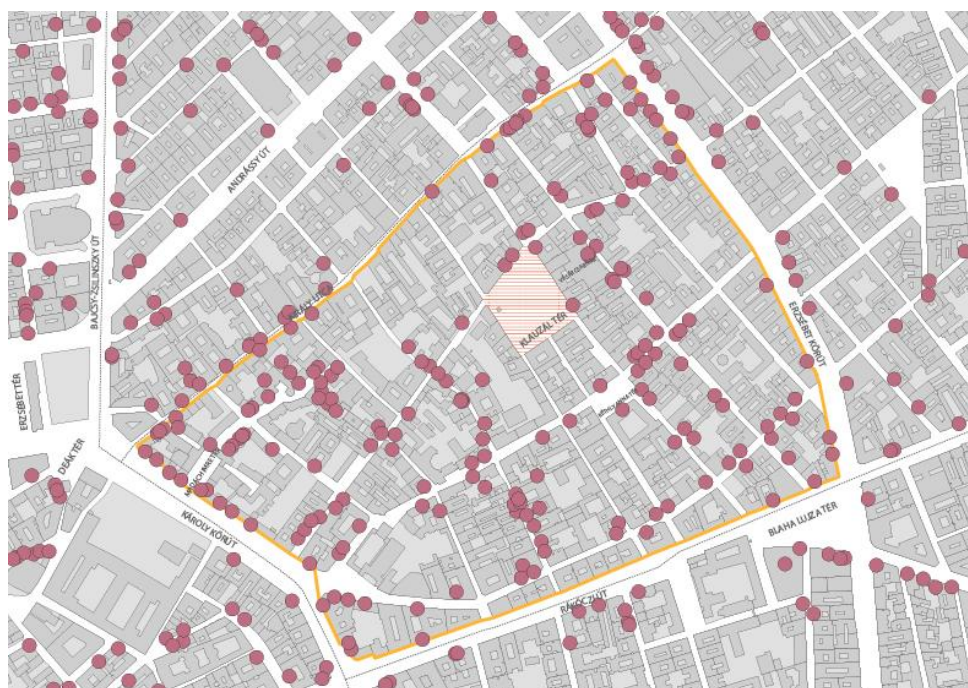 ANDRÁSSY ÚT
BAJCSY-ZSILINSZKY ÚT
KLAUZÁL TÉR
ERZSÉBET KÖRÚT
ERZSÉBET TÉR
DEÁK TÉR
KÁROLY KÖRÚT
BLAHA LUJZA TÉR
RÁKÓCZI ÚT